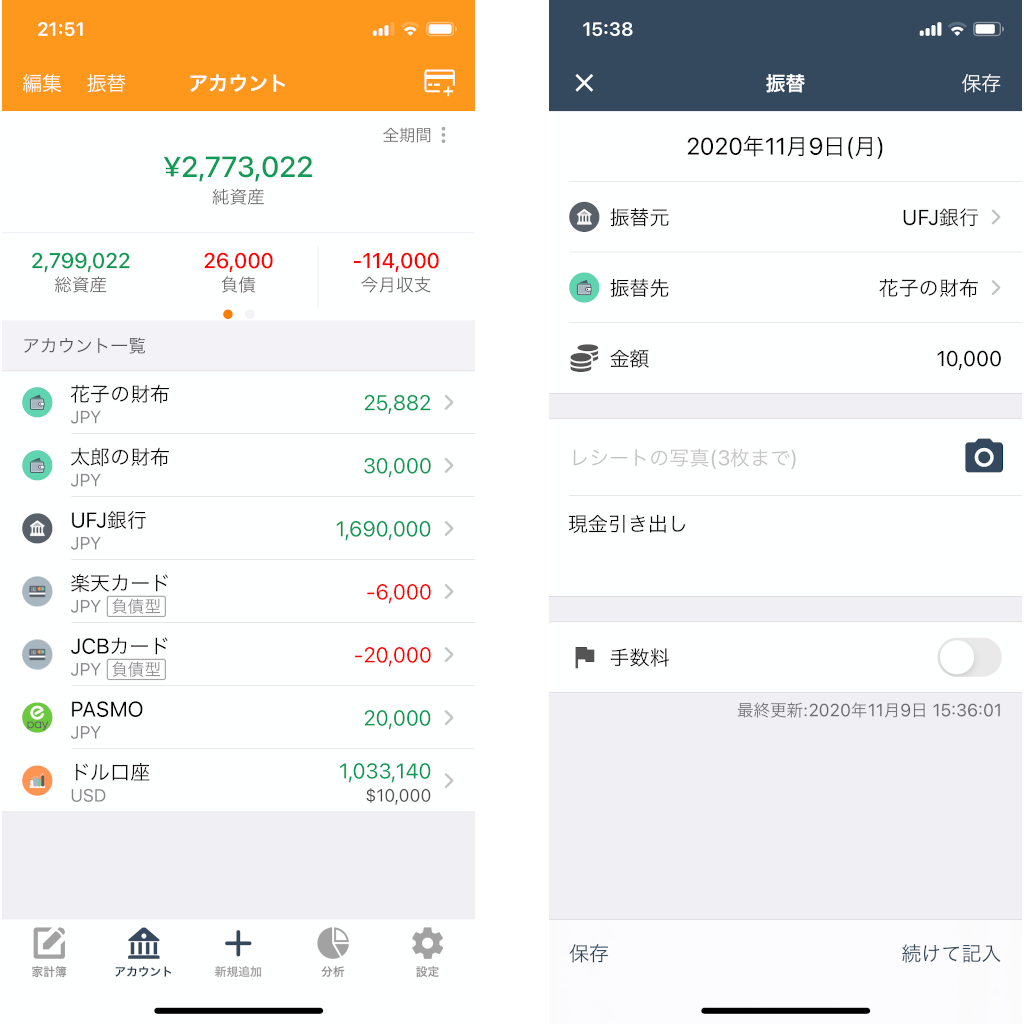 21:51
編集 振替 アカウント
全期間
¥2,773,022
純資産
2,799,022 26,000 -114,000
総資産 負債 今月収支
アカウント一覧
花子の財布 25,882
JPY
太郎の財布 30,000
JPY
UFJ銀行 1,690,000
JPY
楽天カード -6,000
JPY 負債型
JCBカード -20,000
JPY 負債型
e pay
PASMO 20,000
JPY
ドル口座 1,033,140
USD $10,000
家計簿 アカウント 新規追加 分析 設定
15:38
振替 保存
2020年11月9日(月)
振替元 UFJ銀行
振替先 花子の財布
金額 10,000
レシートの写真(3枚まで)
現金引き出し
手数料
最終更新:2020年11月9日 15:36:01
保存 続けて記入